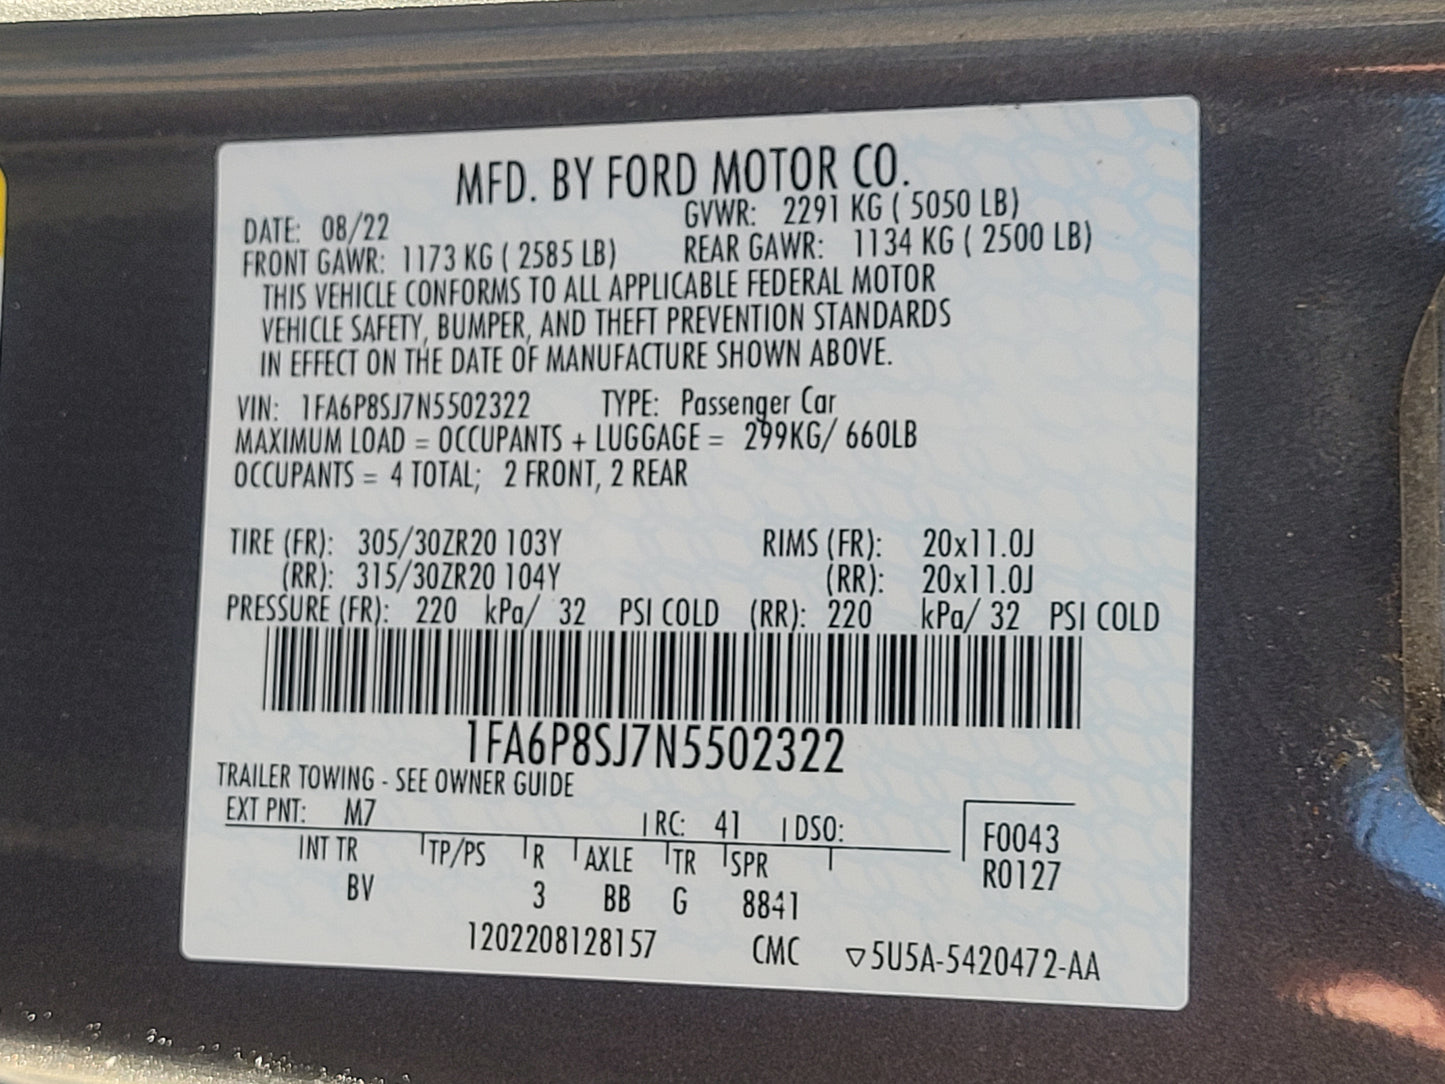 MFD. BY FORD MOTOR CO.
DATE: 08/22 GVWR: 2291 KG ( 5050 LB)
FRONT GAWR: 1173 KG ( 2585 LB) REAR GAWR: 1134 KG ( 2500 LB)
THIS VEHICLE CONFORMS TO ALL APPLICABLE FEDERAL MOTOR
VEHICLE SAFETY, BUMPER, AND THEFT PREVENTION STANDARDS
IN EFFECT ON THE DATE OF MANUFACTURE SHOWN ABOVE.
VIN: 1FA6P8SJ7N5502322 TYPE: Passenger Car
MAXIMUM LOAD = OCCUPANTS + LUGGAGE = 299KG/ 660LB
OCCUPANTS = 4 TOTAL; 2 FRONT, 2 REAR
TIRE (FR): 305/30ZR20 103Y RIMS (FR): 20x11.0J
(RR): 315/30ZR20 104Y (RR): 20x11.0J
PRESSURE (FR): 220 kPa/ 32 PSI COLD (RR): 220 kPa/ 32 PSI COLD
1FA6P8SJ7N5502322
TRAILER TOWING - SEE OWNER GUIDE
EXT PNT: M7 RC: 41 DSO: F0043
INT TR TP/PS R AXLE TR SPR R0127
BV 3 BB G 8841
1202208128157 CMC ▽5U5A-5420472-AA